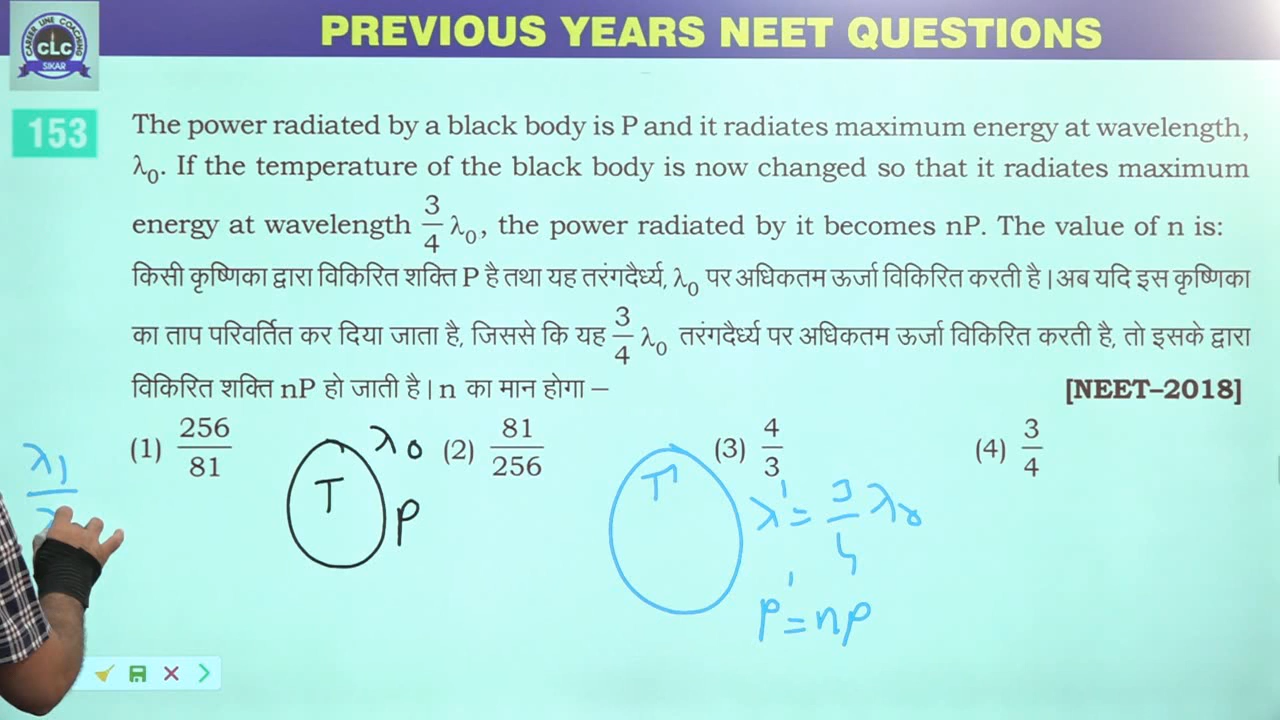 PREVIOUS YEARS NEET QUESTIONS
CAREER LINE COACHING
CLC
SIKAR
153
The power radiated by a black body is P and it radiates maximum energy at wavelength,
λ₀. If the temperature of the black body is now changed so that it radiates maximum
energy at wavelength 3/4 λ₀, the power radiated by it becomes nP. The value of n is:
किसी कृष्णिका द्वारा विकिरित शक्ति P है तथा यह तरंगदैर्ध्य, λ₀ पर अधिकतम ऊर्जा विकिरित करती है। अब यदि इस कृष्णिका
का ताप परिवर्तित कर दिया जाता है, जिससे कि यह 3/4 λ₀ तरंगदैर्ध्य पर अधिकतम ऊर्जा विकिरित करती है, तो इसके द्वारा
विकिरित शक्ति nP हो जाती है। n का मान होगा –
[NEET–2018]
(1) 256/81 (2) 81/256 (3) 4/3 (4) 3/4
λ₁
T λ₀
P
T'
λ' = 3/4 λ₀
P' = nP